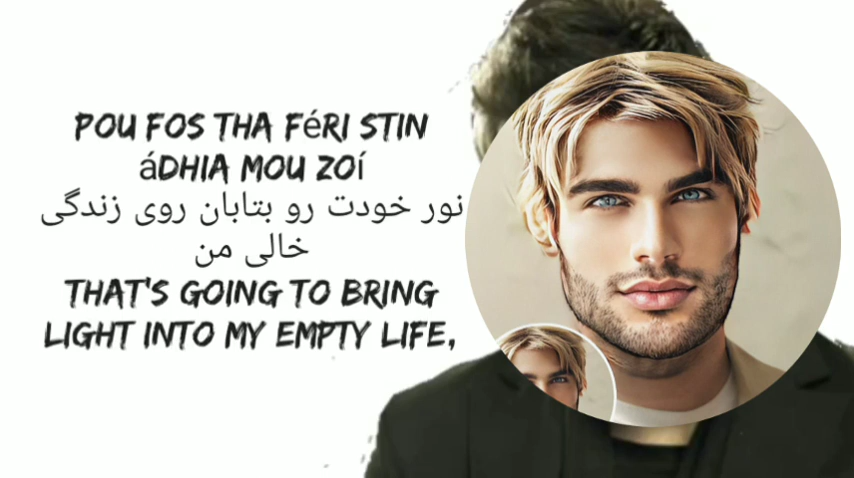 POU FOS THA FéRI STIN
áDHIA MOU ZOí
نور خودت رو بتابان روی زندگی
خالی من
THAT'S GOING TO BRING
LIGHT INTO MY EMPTY LIFE,